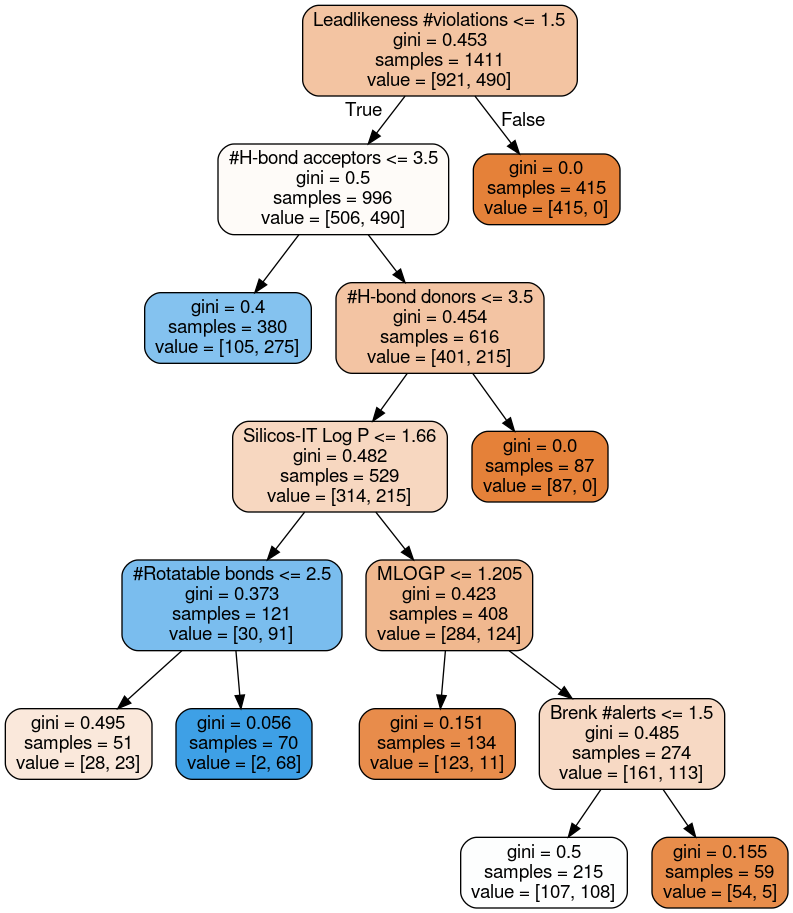 Leadlikeness #violations <= 1.5
gini = 0.453
samples = 1411
value = [921, 490]
True
False
#H-bond acceptors <= 3.5
gini = 0.5
samples = 996
value = [506, 490]
gini = 0.0
samples = 415
value = [415, 0]
gini = 0.4
samples = 380
value = [105, 275]
#H-bond donors <= 3.5
gini = 0.454
samples = 616
value = [401, 215]
Silicos-IT Log P <= 1.66
gini = 0.482
samples = 529
value = [314, 215]
gini = 0.0
samples = 87
value = [87, 0]
#Rotatable bonds <= 2.5
gini = 0.373
samples = 121
value = [30, 91]
MLOGP <= 1.205
gini = 0.423
samples = 408
value = [284, 124]
gini = 0.495
samples = 51
value = [28, 23]
gini = 0.056
samples = 70
value = [2, 68]
gini = 0.151
samples = 134
value = [123, 11]
Brenk #alerts <= 1.5
gini = 0.485
samples = 274
value = [161, 113]
gini = 0.5
samples = 215
value = [107, 108]
gini = 0.155
samples = 59
value = [54, 5]